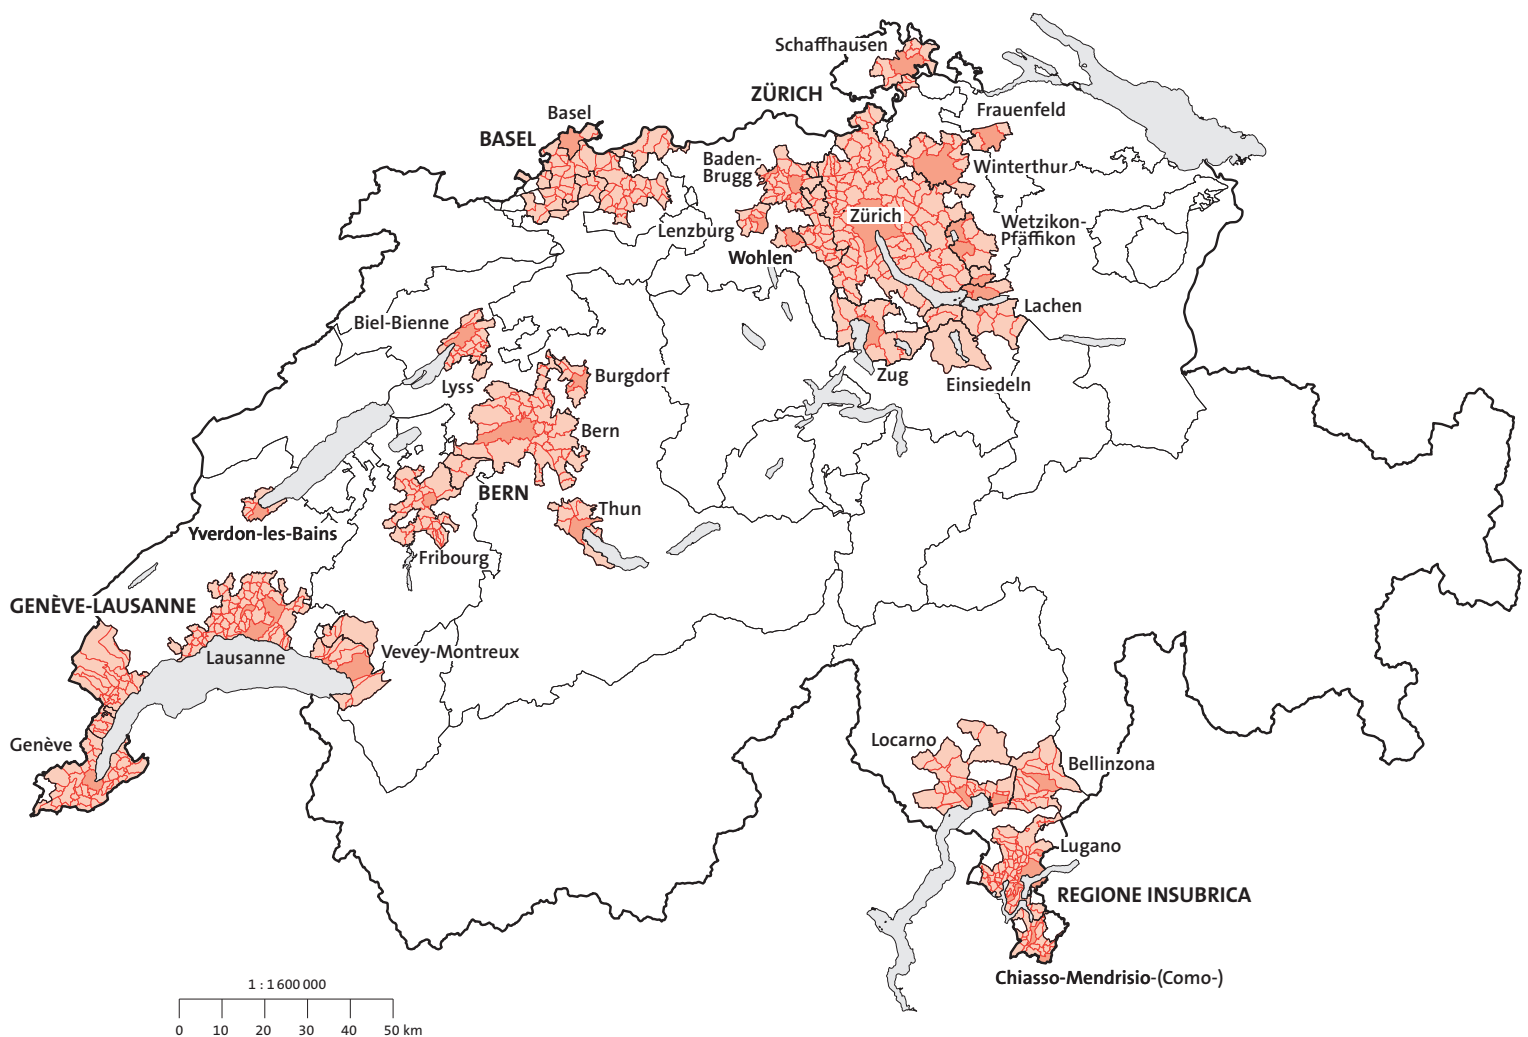 Schaffhausen
ZÜRICH
Frauenfeld
Basel
BASEL
Baden-
Brugg
Winterthur
Zürich
Wetzikon-
Pfäffikon
Lenzburg
Wohlen
Lachen
Biel-Bienne
Zug
Burgdorf
Einsiedeln
Lyss
Bern
BERN
Thun
Yverdon-les-Bains
Fribourg
GENÈVE-LAUSANNE
Lausanne
Vevey-Montreux
Genève
Locarno
Bellinzona
Lugano
REGIONE INSUBRICA
Chiasso-Mendrisio-(Como-)
1 : 1 600 000
0 10 20 30 40 50 km